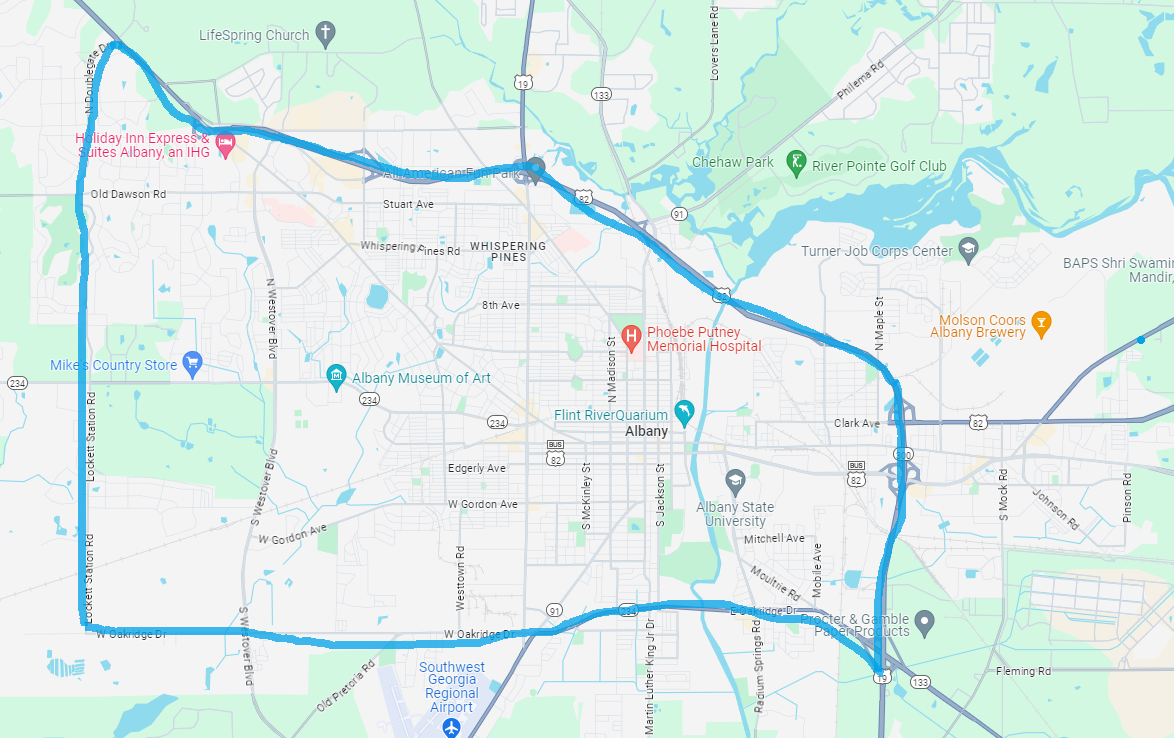 LifeSpring Church
N Doublegate Dr
19
133
Lovers Lane Rd
Philema Rd
Holiday Inn Express &
Suites Albany, an IHG
All American Fun Park
Chehaw Park
River Pointe Golf Club
Old Dawson Rd
Stuart Ave
82
91
Whispering Pines Rd
WHISPERING
PINES
Turner Job Corps Center
BAPS Shri Swamin
Mandir,
N Westover Blvd
8th Ave
82
N Maple St
Molson Coors
Albany Brewery
Phoebe Putney
Memorial Hospital
N Madison St
Mike's Country Store
234
Albany Museum of Art
234
Lockett Station Rd
234
Flint RiverQuarium
Albany
Clark Ave
82
BUS
82
300
Edgerly Ave
BUS
82
S Westover Blvd
W Gordon Ave
S McKinley St
S Jackson St
Albany State
University
S Mock Rd
Johnson Rd
Pinson Rd
W Gordon Ave
Mitchell Ave
Lockett Station Rd
Westtown Rd
Moultrie Rd
Mobile Ave
91
234
E Oakridge Dr
Procter & Gamble
Paper Products
W Oakridge Dr
S Westover Blvd
W Oakridge Dr
Martin Luther King Jr Dr
Radium Springs Rd
Southwest
Georgia
Regional
Airport
Old Pretoria Rd
19
133
Fleming Rd